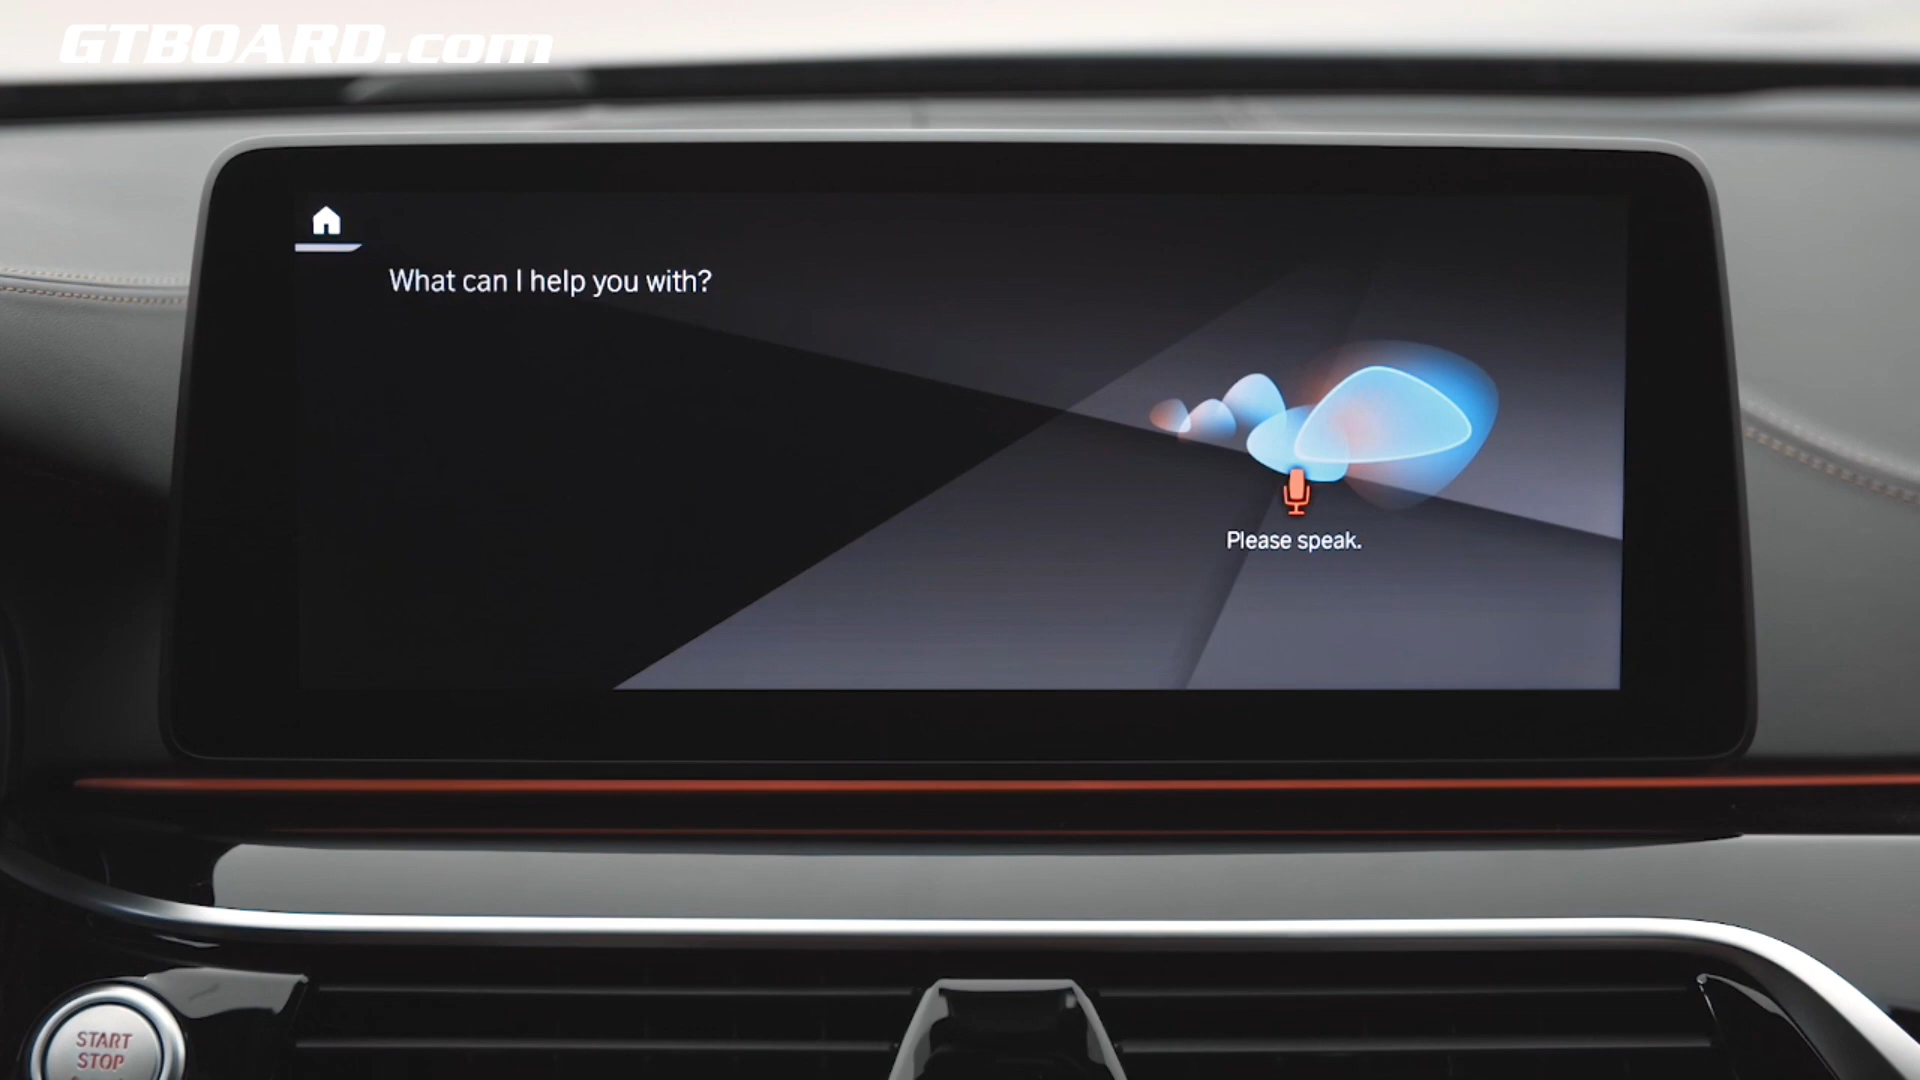 GTBOARD.com
What can I help you with?
Please speak.
START
STOP